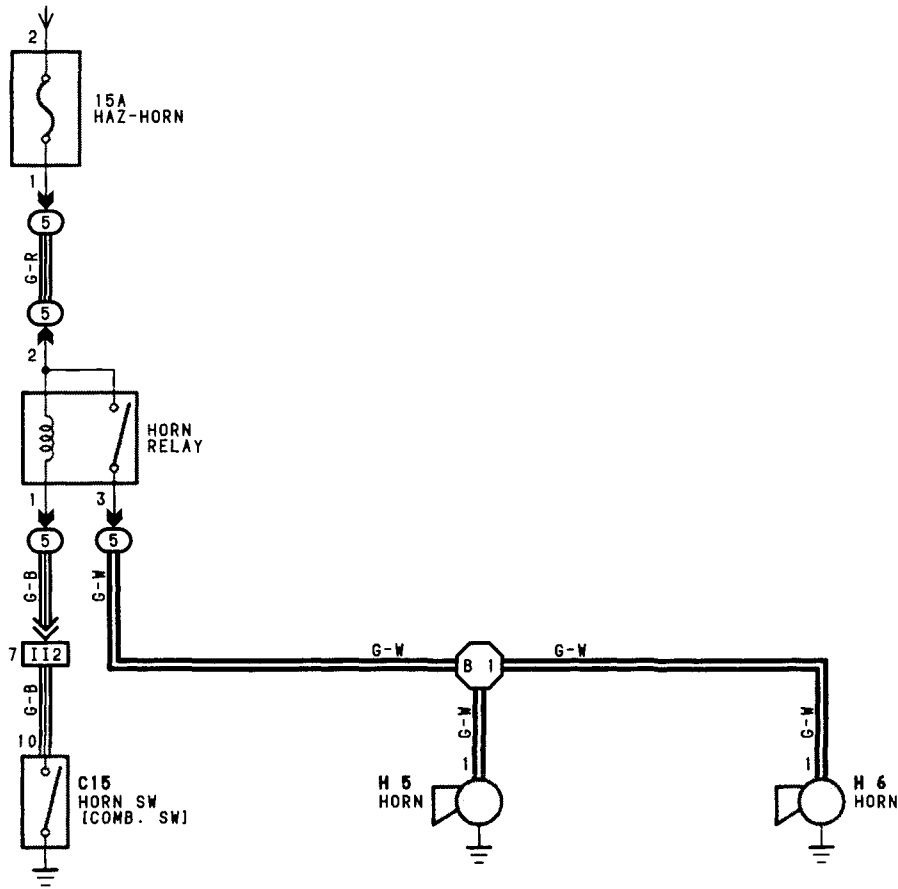 2
15A
HAZ-HORN
1
5
G-R
5
2
HORN
RELAY
1
3
5
5
G-B
G-W
7 II2
G-W
B 1
G-W
G-B
G-W
G-W
10
1
1
C15
HORN SW
[COMB. SW]
H 5
HORN
H 6
HORN